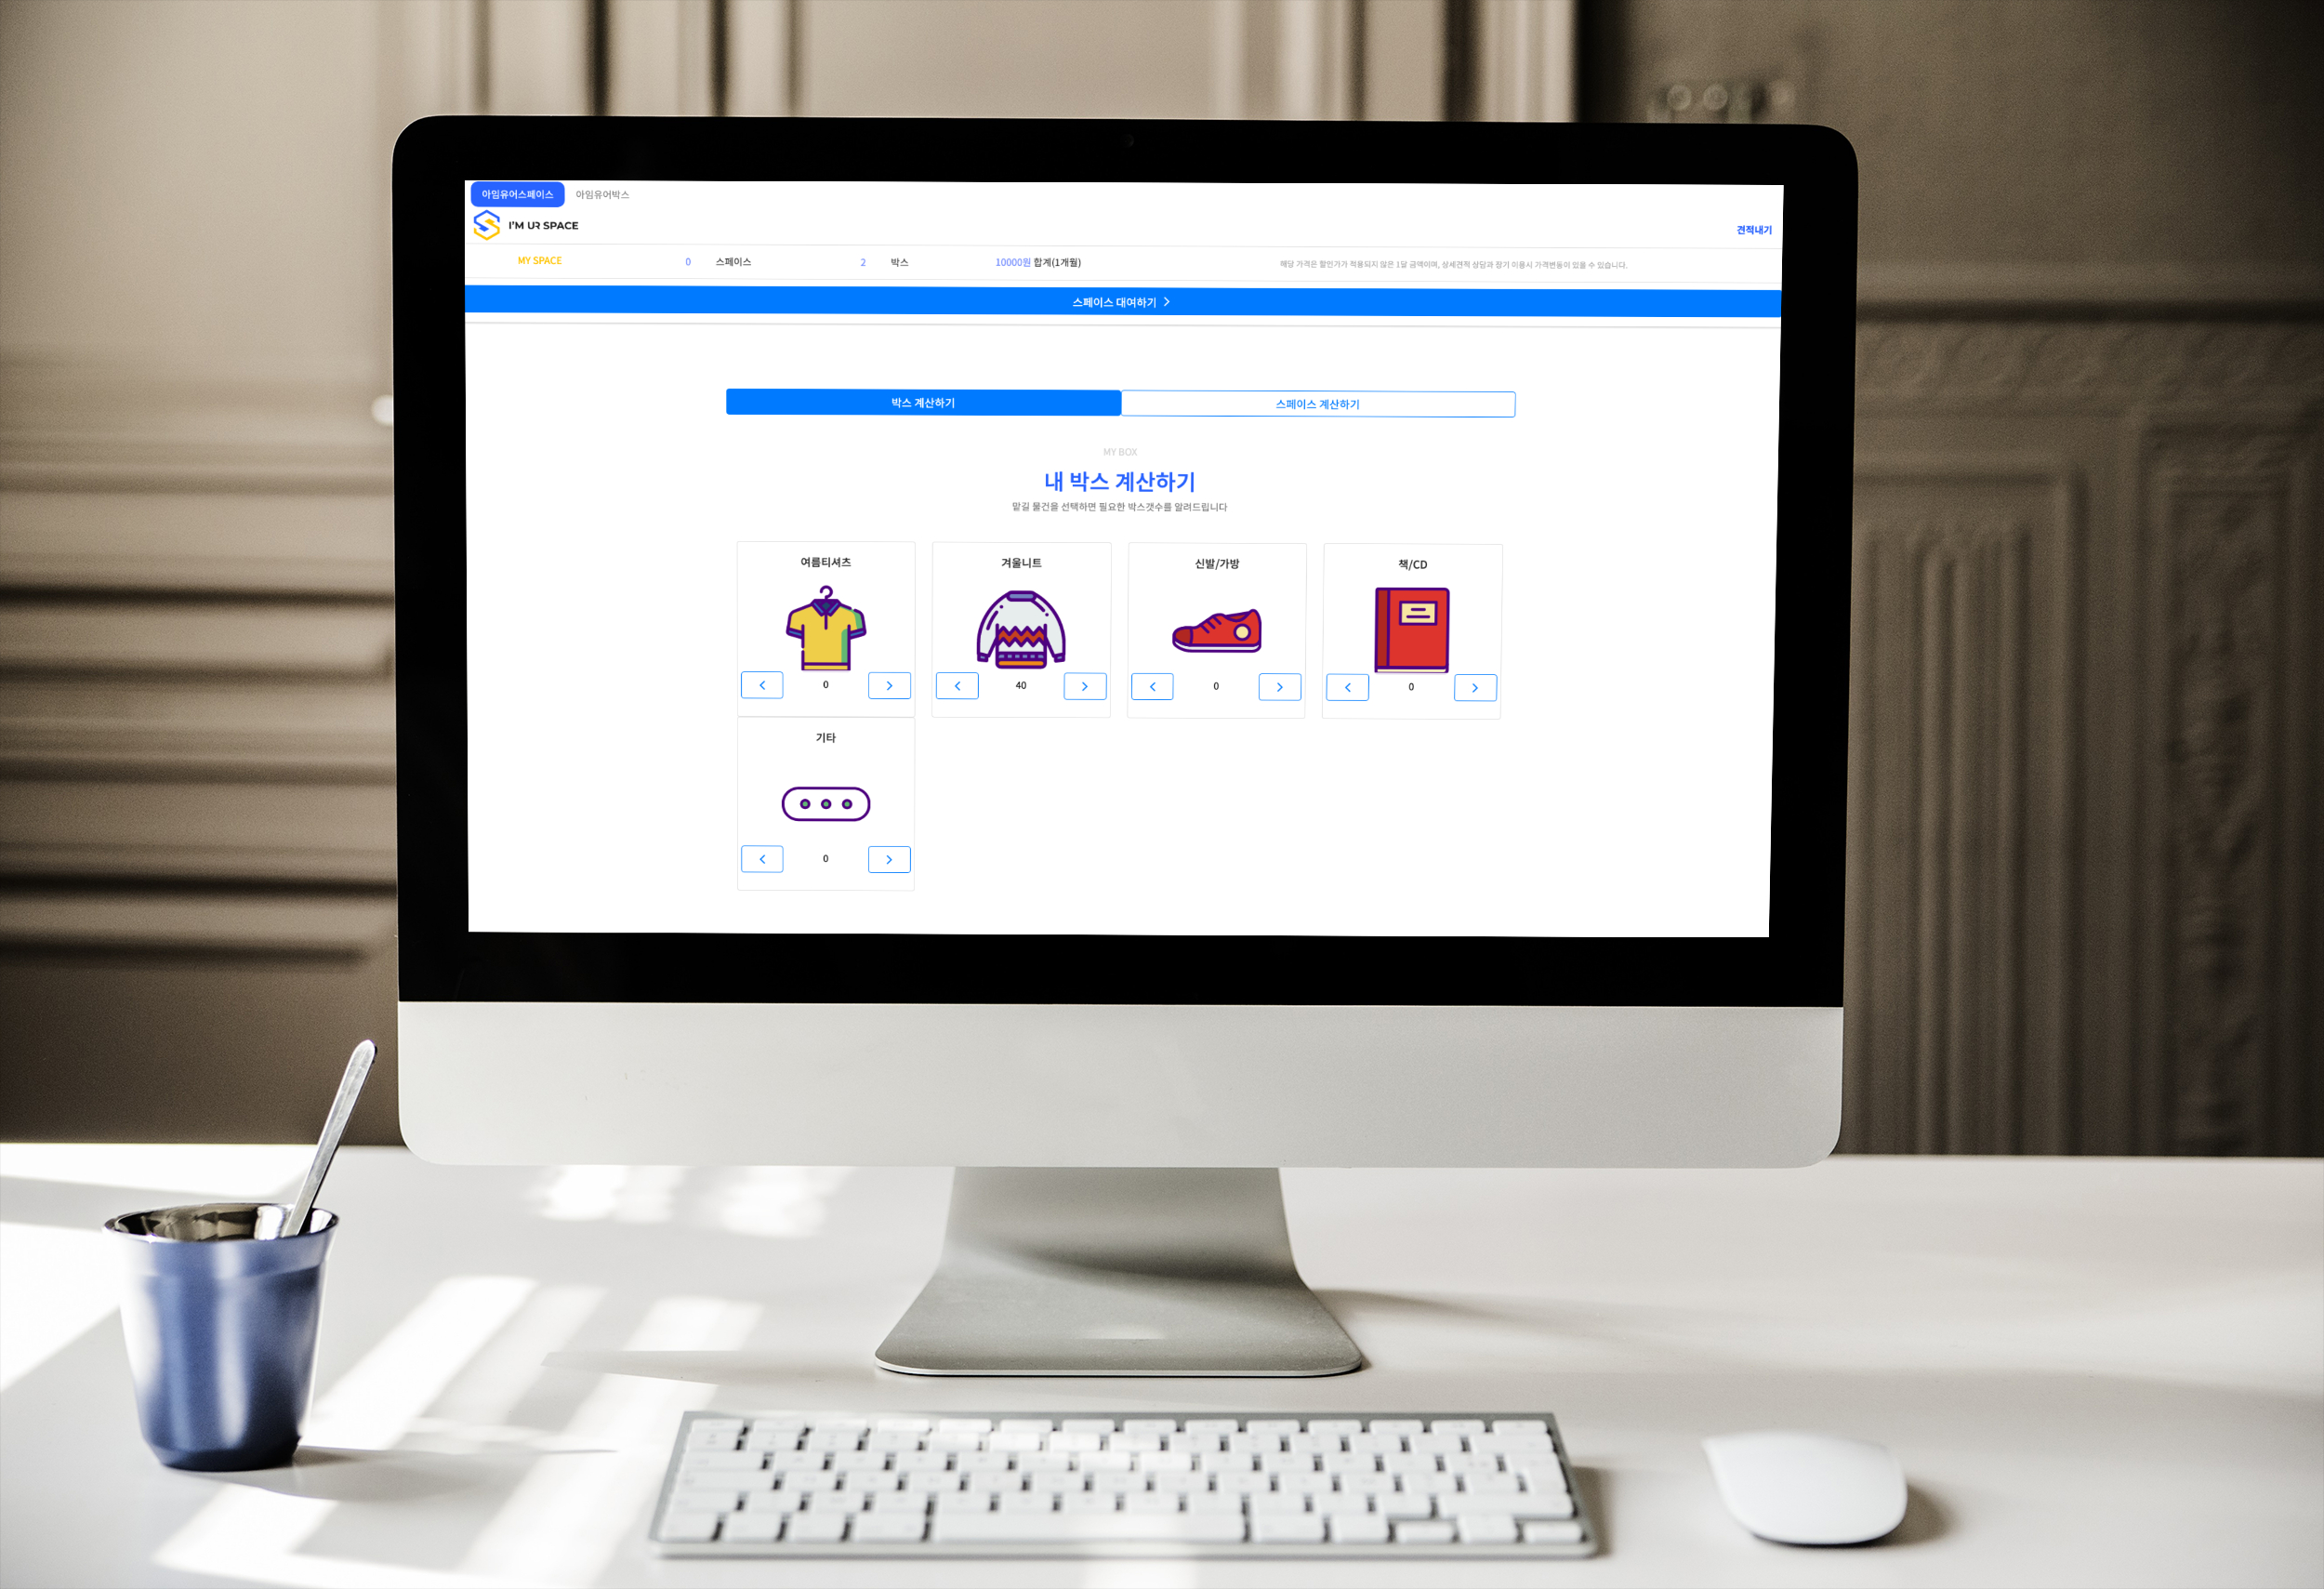 아임유어스페이스 아임유어박스
I'M UR SPACE
견적내기
MY SPACE 0 스페이스 2 박스 10000원 합계(1개월) 해당 가격은 할인가가 적용되지 않은 1달 금액이며, 상세견적 상담과 장기 이용시 가격변동이 있을 수 있습니다.
스페이스 대여하기 >
박스 계산하기 스페이스 계산하기
MY BOX
내 박스 계산하기
맡길 물건을 선택하면 필요한 박스갯수를 알려드립니다
여름티셔츠 겨울니트 신발/가방 책/CD
< 0 > < 40 > < 0 > < 0 >
기타
< 0 >